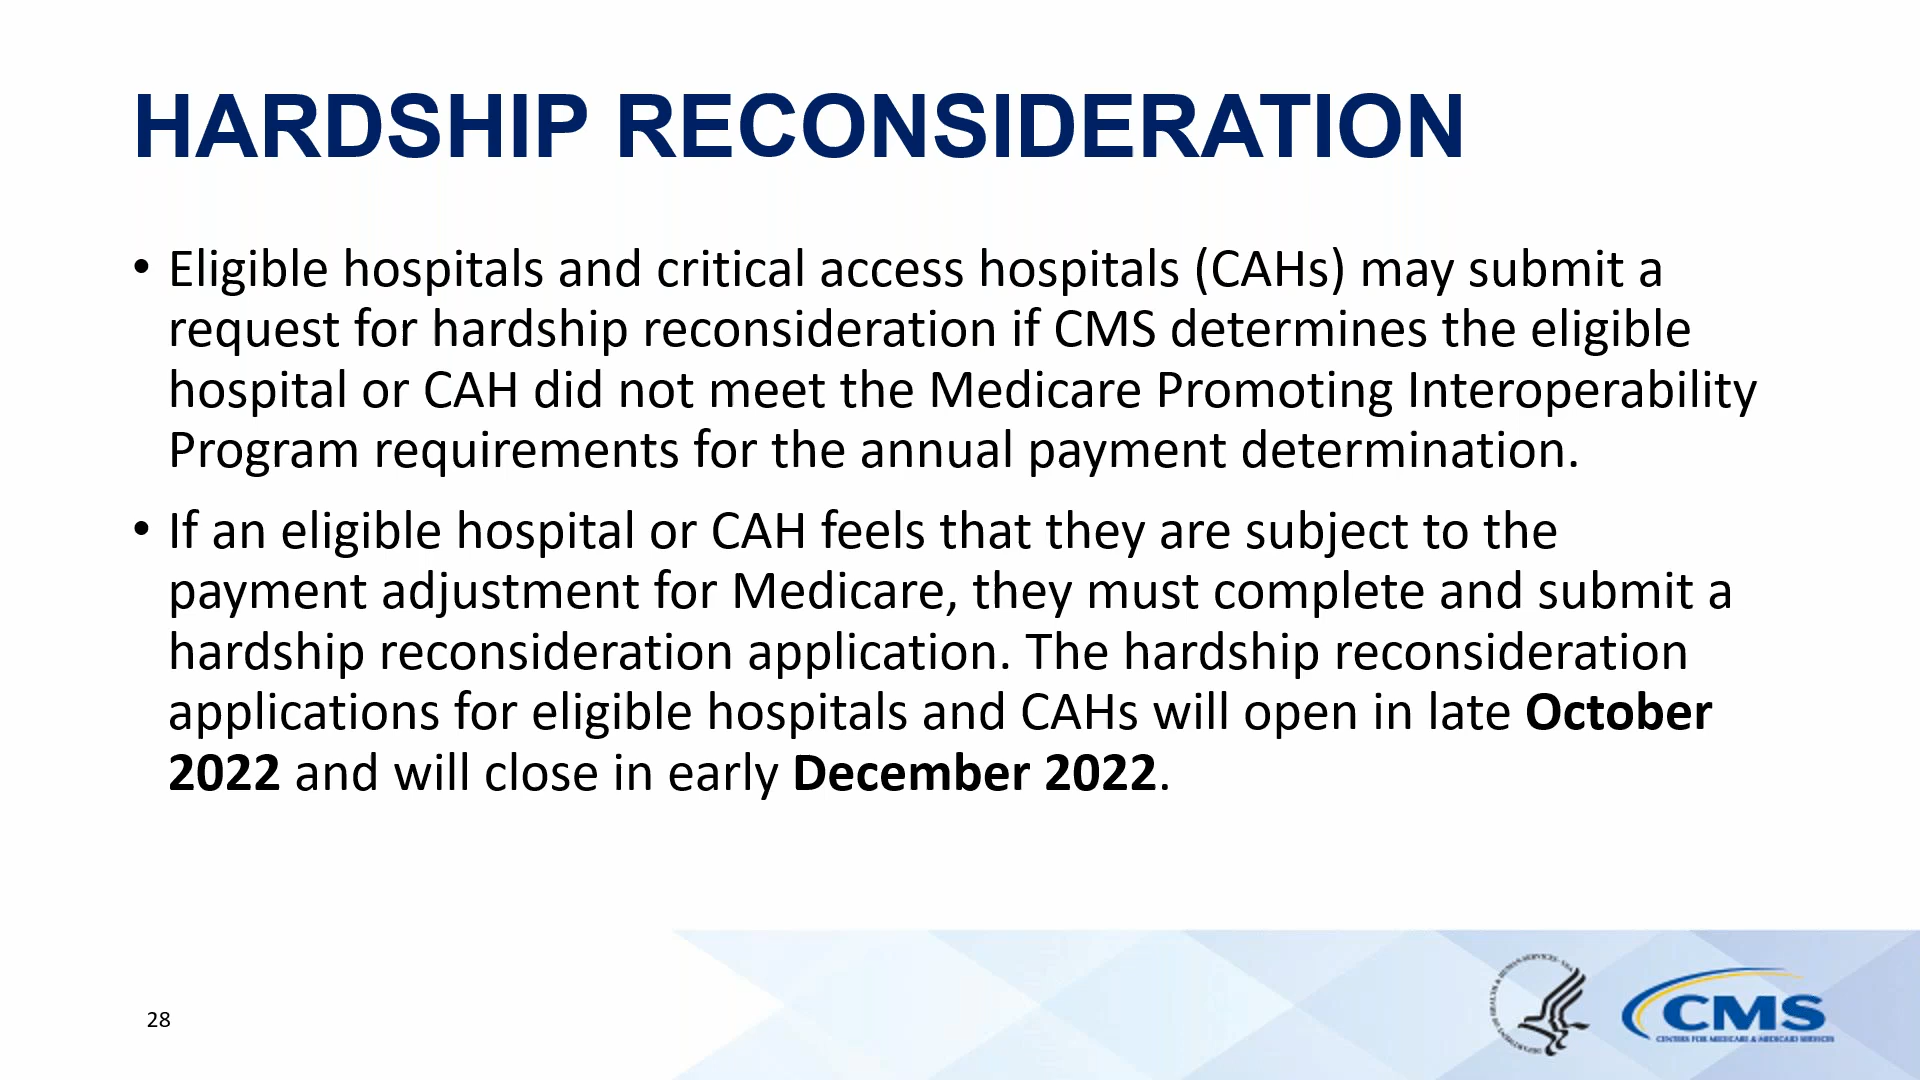 HARDSHIP RECONSIDERATION
• Eligible hospitals and critical access hospitals (CAHs) may submit a
request for hardship reconsideration if CMS determines the eligible
hospital or CAH did not meet the Medicare Promoting Interoperability
Program requirements for the annual payment determination.
• If an eligible hospital or CAH feels that they are subject to the
payment adjustment for Medicare, they must complete and submit a
hardship reconsideration application. The hardship reconsideration
applications for eligible hospitals and CAHs will open in late October
2022 and will close in early December 2022.
28
CMS
CENTERS FOR MEDICARE & MEDICAID SERVICES